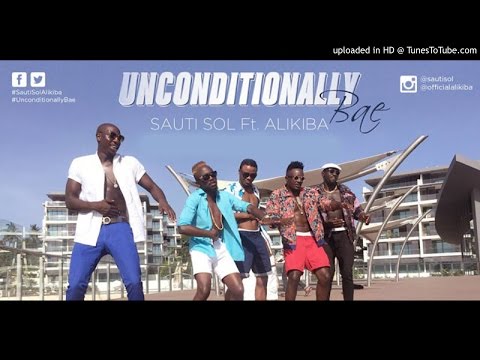 uploaded in HD @ TunesToTube.com
#SautiSolAlikiba
#UnconditionallyBae
UNCONDITIONALLY
Bae
SAUTI SOL Ft. ALIKIBA
@sautisol
@officialalikiba